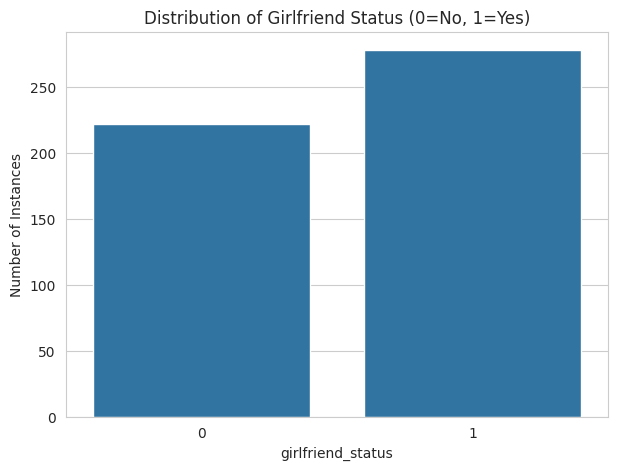 Distribution of Girlfriend Status (0=No, 1=Yes)
Number of Instances
250
200
150
100
50
0
0 1
girlfriend_status